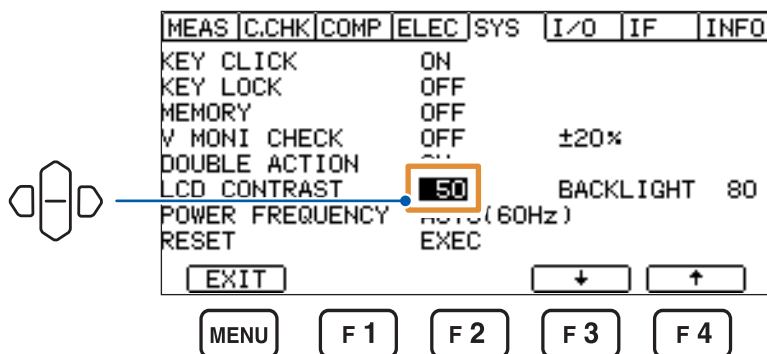 MEAS C.CHK COMP ELEC SYS I/O IF INFO
KEY CLICK ON
KEY LOCK OFF
MEMORY OFF
V MONI CHECK OFF ±20%
DOUBLE ACTION
LCD CONTRAST 50 BACKLIGHT 80
POWER FREQUENCY AUTO(60Hz)
RESET EXEC
EXIT ↓ ↑
MENU F1 F2 F3 F4